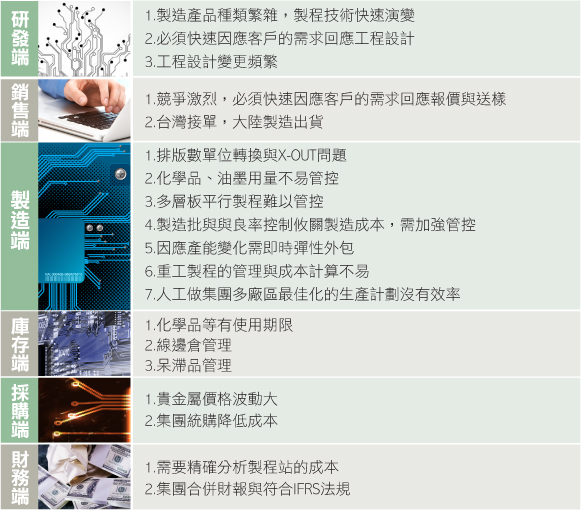 研發端
1.製造產品種類繁雜，製程技術快速演變
2.必須快速因應客戶的需求回應工程設計
3.工程設計變更頻繁
銷售端
1.競爭激烈，必須快速因應客戶的需求回應報價與送樣
2.台灣接單，大陸製造出貨
製造端
1.排版數單位轉換與X-OUT問題
2.化學品、油墨用量不易管控
3.多層板平行製程難以管控
4.製造批與與良率控制攸關製造成本，需加強管控
5.因應產能變化需即時彈性外包
6.重工製程的管理與成本計算不易
7.人工做集團多廠區最佳化的生產計劃沒有效率
庫存端
1.化學品等有使用期限
2.線邊倉管理
3.呆滯品管理
採購端
1.貴金屬價格波動大
2.集團統購降低成本
財務端
1.需要精確分析製程站的成本
2.集團合併財報與符合IFRS法規